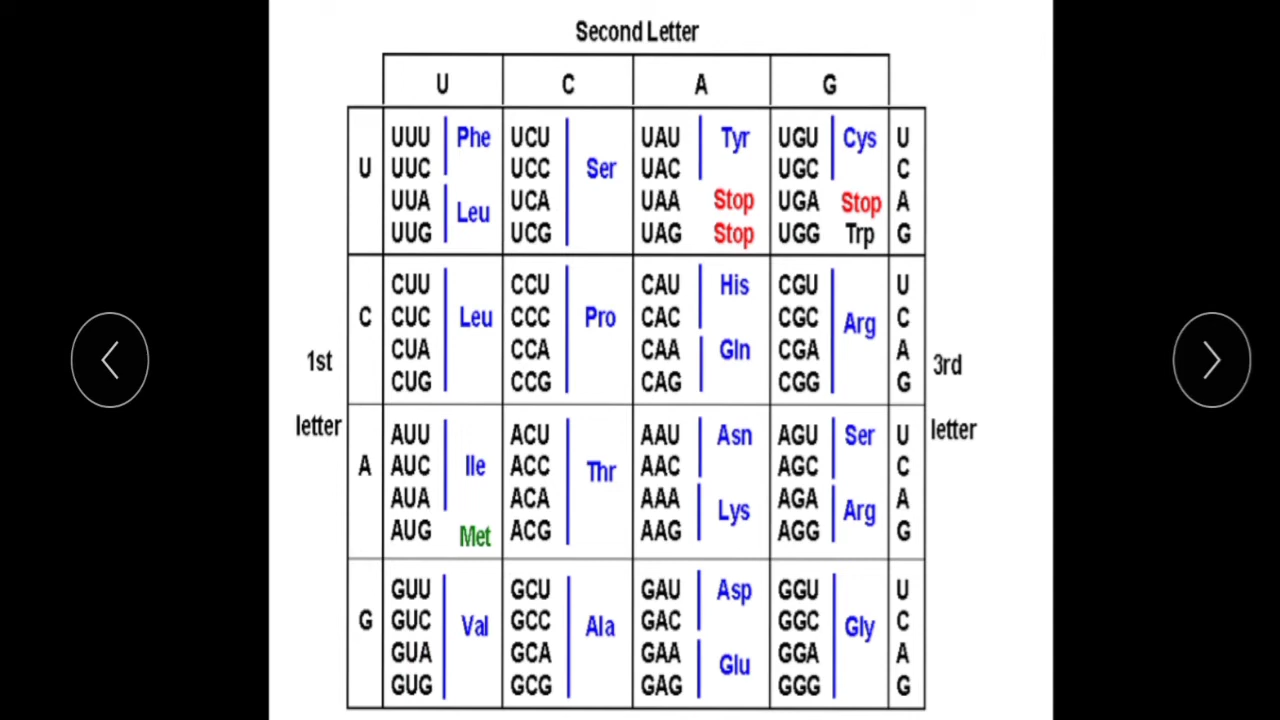 Second Letter
U C A G
UUU Phe UCU UAU Tyr UGU Cys U
U UUC UCC Ser UAC UGC C
UUA Leu UCA UAA Stop UGA Stop A
UUG UCG UAG Stop UGG Trp G
CUU CCU CAU His CGU U
C CUC Leu CCC Pro CAC CGC Arg C
1st CUA CCA CAA Gln CGA A 3rd
CUG CCG CAG CGG G
letter AUU ACU AAU Asn AGU Ser U letter
A AUC Ile ACC Thr AAC AGC C
AUA ACA AAA Lys AGA Arg A
AUG Met ACG AAG AGG G
GUU GCU GAU Asp GGU U
G GUC Val GCC Ala GAC GGC Gly C
GUA GCA GAA Glu GGA A
GUG GCG GAG GGG G